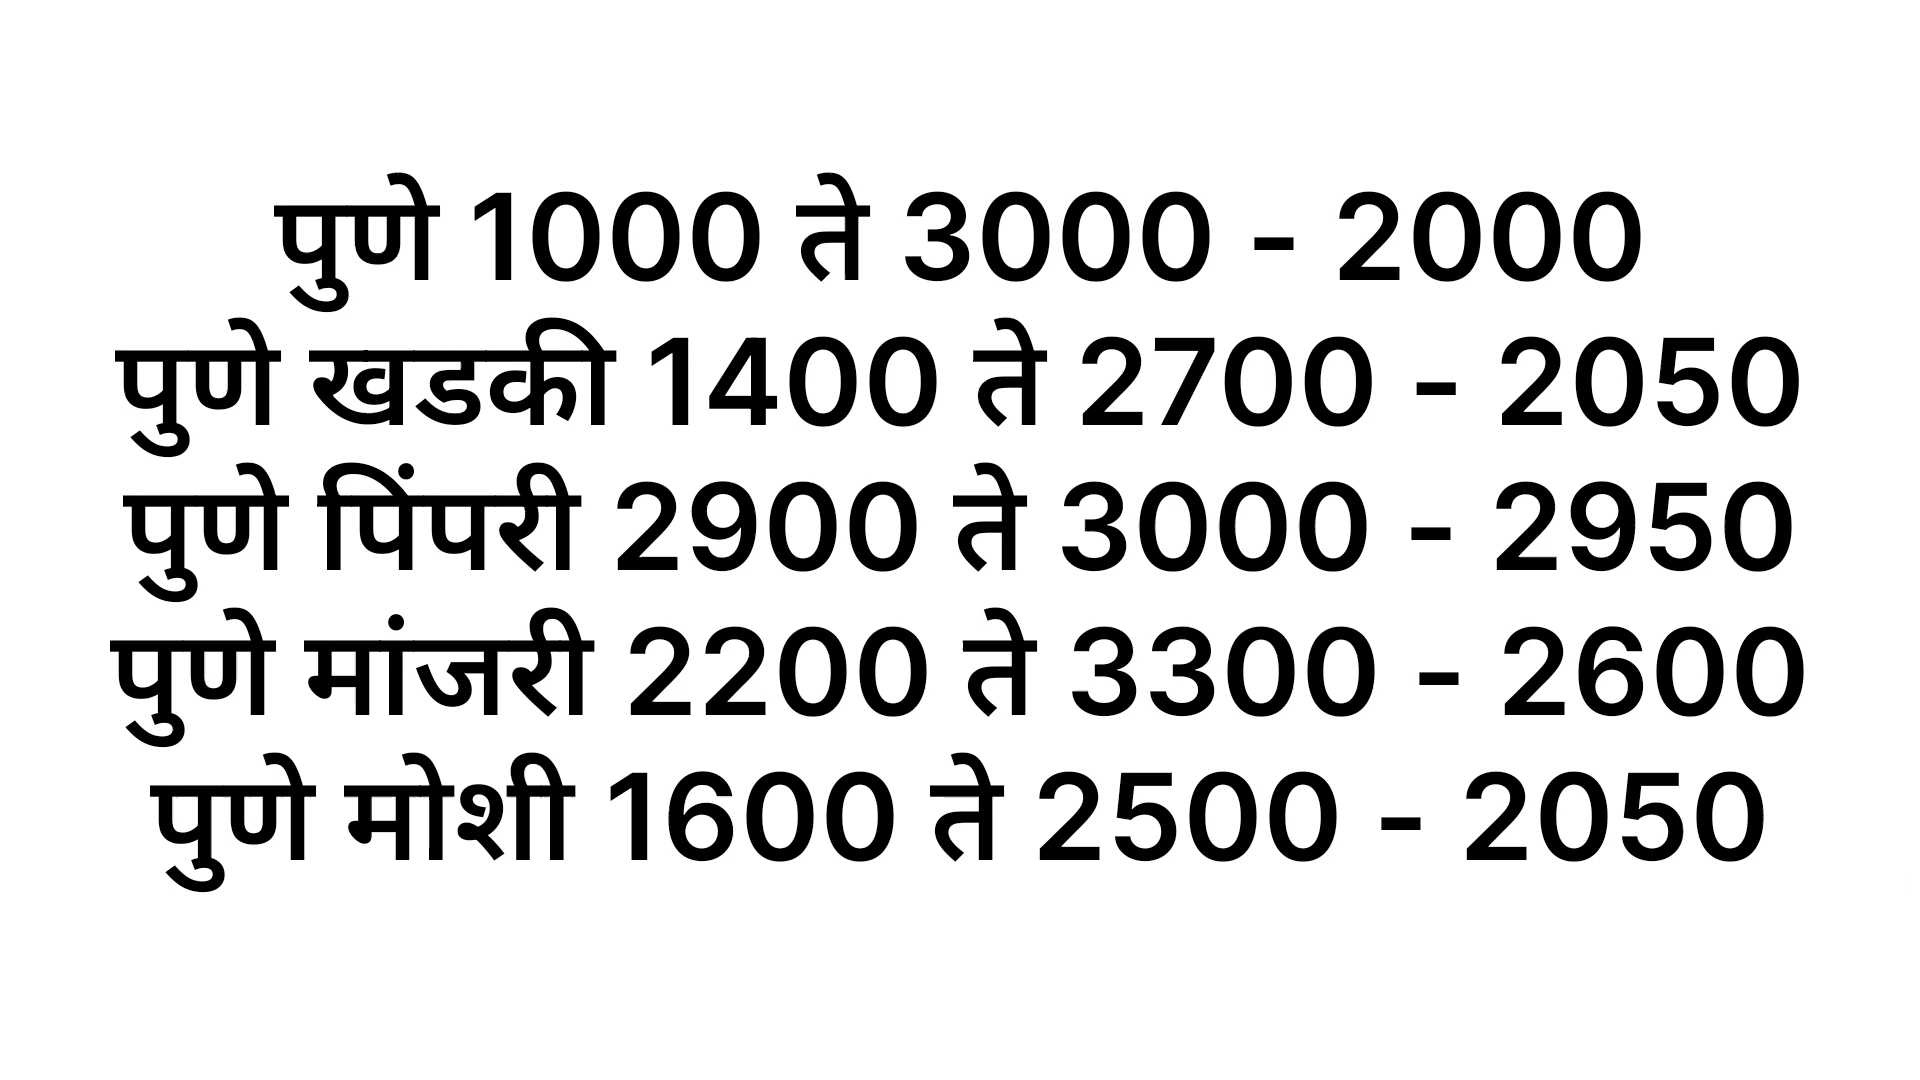 पुणे 1000 ते 3000 - 2000
पुणे खडकी 1400 ते 2700 - 2050
पुणे पिंपरी 2900 ते 3000 - 2950
पुणे मांजरी 2200 ते 3300 - 2600
पुणे मोशी 1600 ते 2500 - 2050